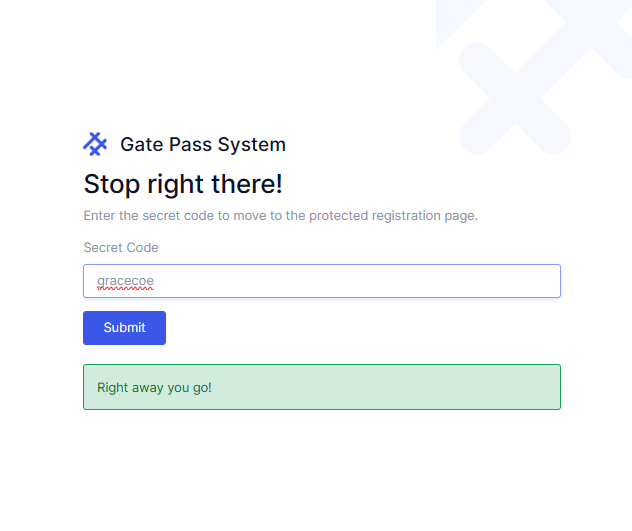 Gate Pass System
Stop right there!
Enter the secret code to move to the protected registration page.
Secret Code
gracecoe
Submit
Right away you go!